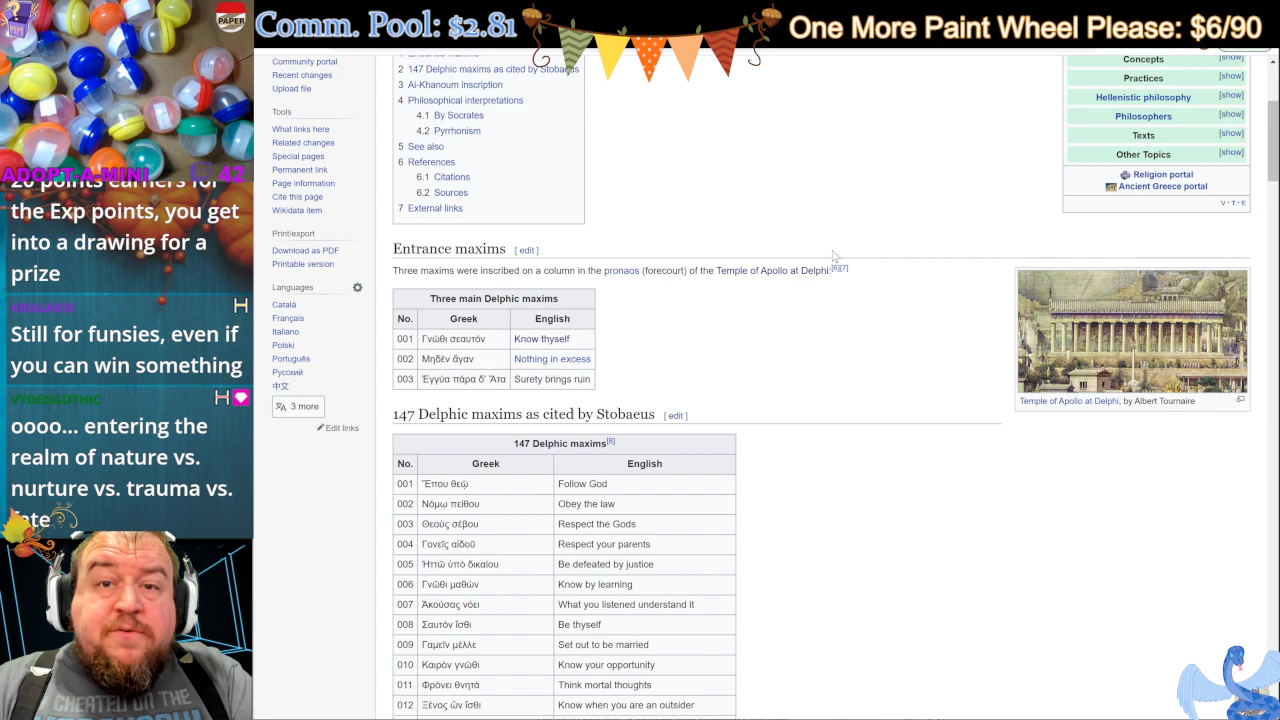 PAPER
Comm. Pool: $2.81
One More Paint Wheel Please: $6/90
ADOPT-A-MINI 42
20 points earners for
the Exp points, you get
into a drawing for a
prize
Still for funsies, even if
you can win something
VYDEOGOTHIC
oooo... entering the
realm of nature vs.
nurture vs. trauma vs.
fate
CHEATED ON THE
Community portal
Recent changes
Upload file
Tools
What links here
Related changes
Special pages
Permanent link
Page information
Cite this page
Wikidata item
Print/export
Download as PDF
Printable version
Languages
Català
Français
Italiano
Polski
Português
Русский
中文
3 more
Edit links
1 Entrance maxims
2 147 Delphic maxims as cited by Stobaeus
3 Ai-Khanoum inscription
4 Philosophical interpretations
4.1 By Socrates
4.2 Pyrrhonism
5 See also
6 References
6.1 Citations
6.2 Sources
7 External links
Concepts [show]
Practices [show]
Hellenistic philosophy [show]
Philosophers [show]
Texts [show]
Other Topics [show]
Religion portal
Ancient Greece portal
V · T · E
Entrance maxims [ edit ]
Three maxims were inscribed on a column in the pronaos (forecourt) of the Temple of Apollo at Delphi:[6][7]
Three main Delphic maxims
No. Greek English
001 Γνῶθι σεαυτόν Know thyself
002 Μηδὲν ἄγαν Nothing in excess
003 Ἐγγύα πάρα δ' Ἄτα Surety brings ruin
Temple of Apollo at Delphi, by Albert Tournaire
147 Delphic maxims as cited by Stobaeus [ edit ]
147 Delphic maxims[8]
No. Greek English
001 Ἕπου θεῷ Follow God
002 Νόμῳ πείθου Obey the law
003 Θεοὺς σέβου Respect the Gods
004 Γονεῖς αἰδοῦ Respect your parents
005 Ἡττῶ ὑπὸ δικαίου Be defeated by justice
006 Γνῶθι μαθών Know by learning
007 Ἀκούσας νόει What you listened understand it
008 Σαυτὸν ἴσθι Be thyself
009 Γαμεῖν μέλλε Set out to be married
010 Καιρὸν γνῶθι Know your opportunity
011 Φρόνει θνητά Think mortal thoughts
012 Ξένος ὢν ἴσθι Know when you are an outsider